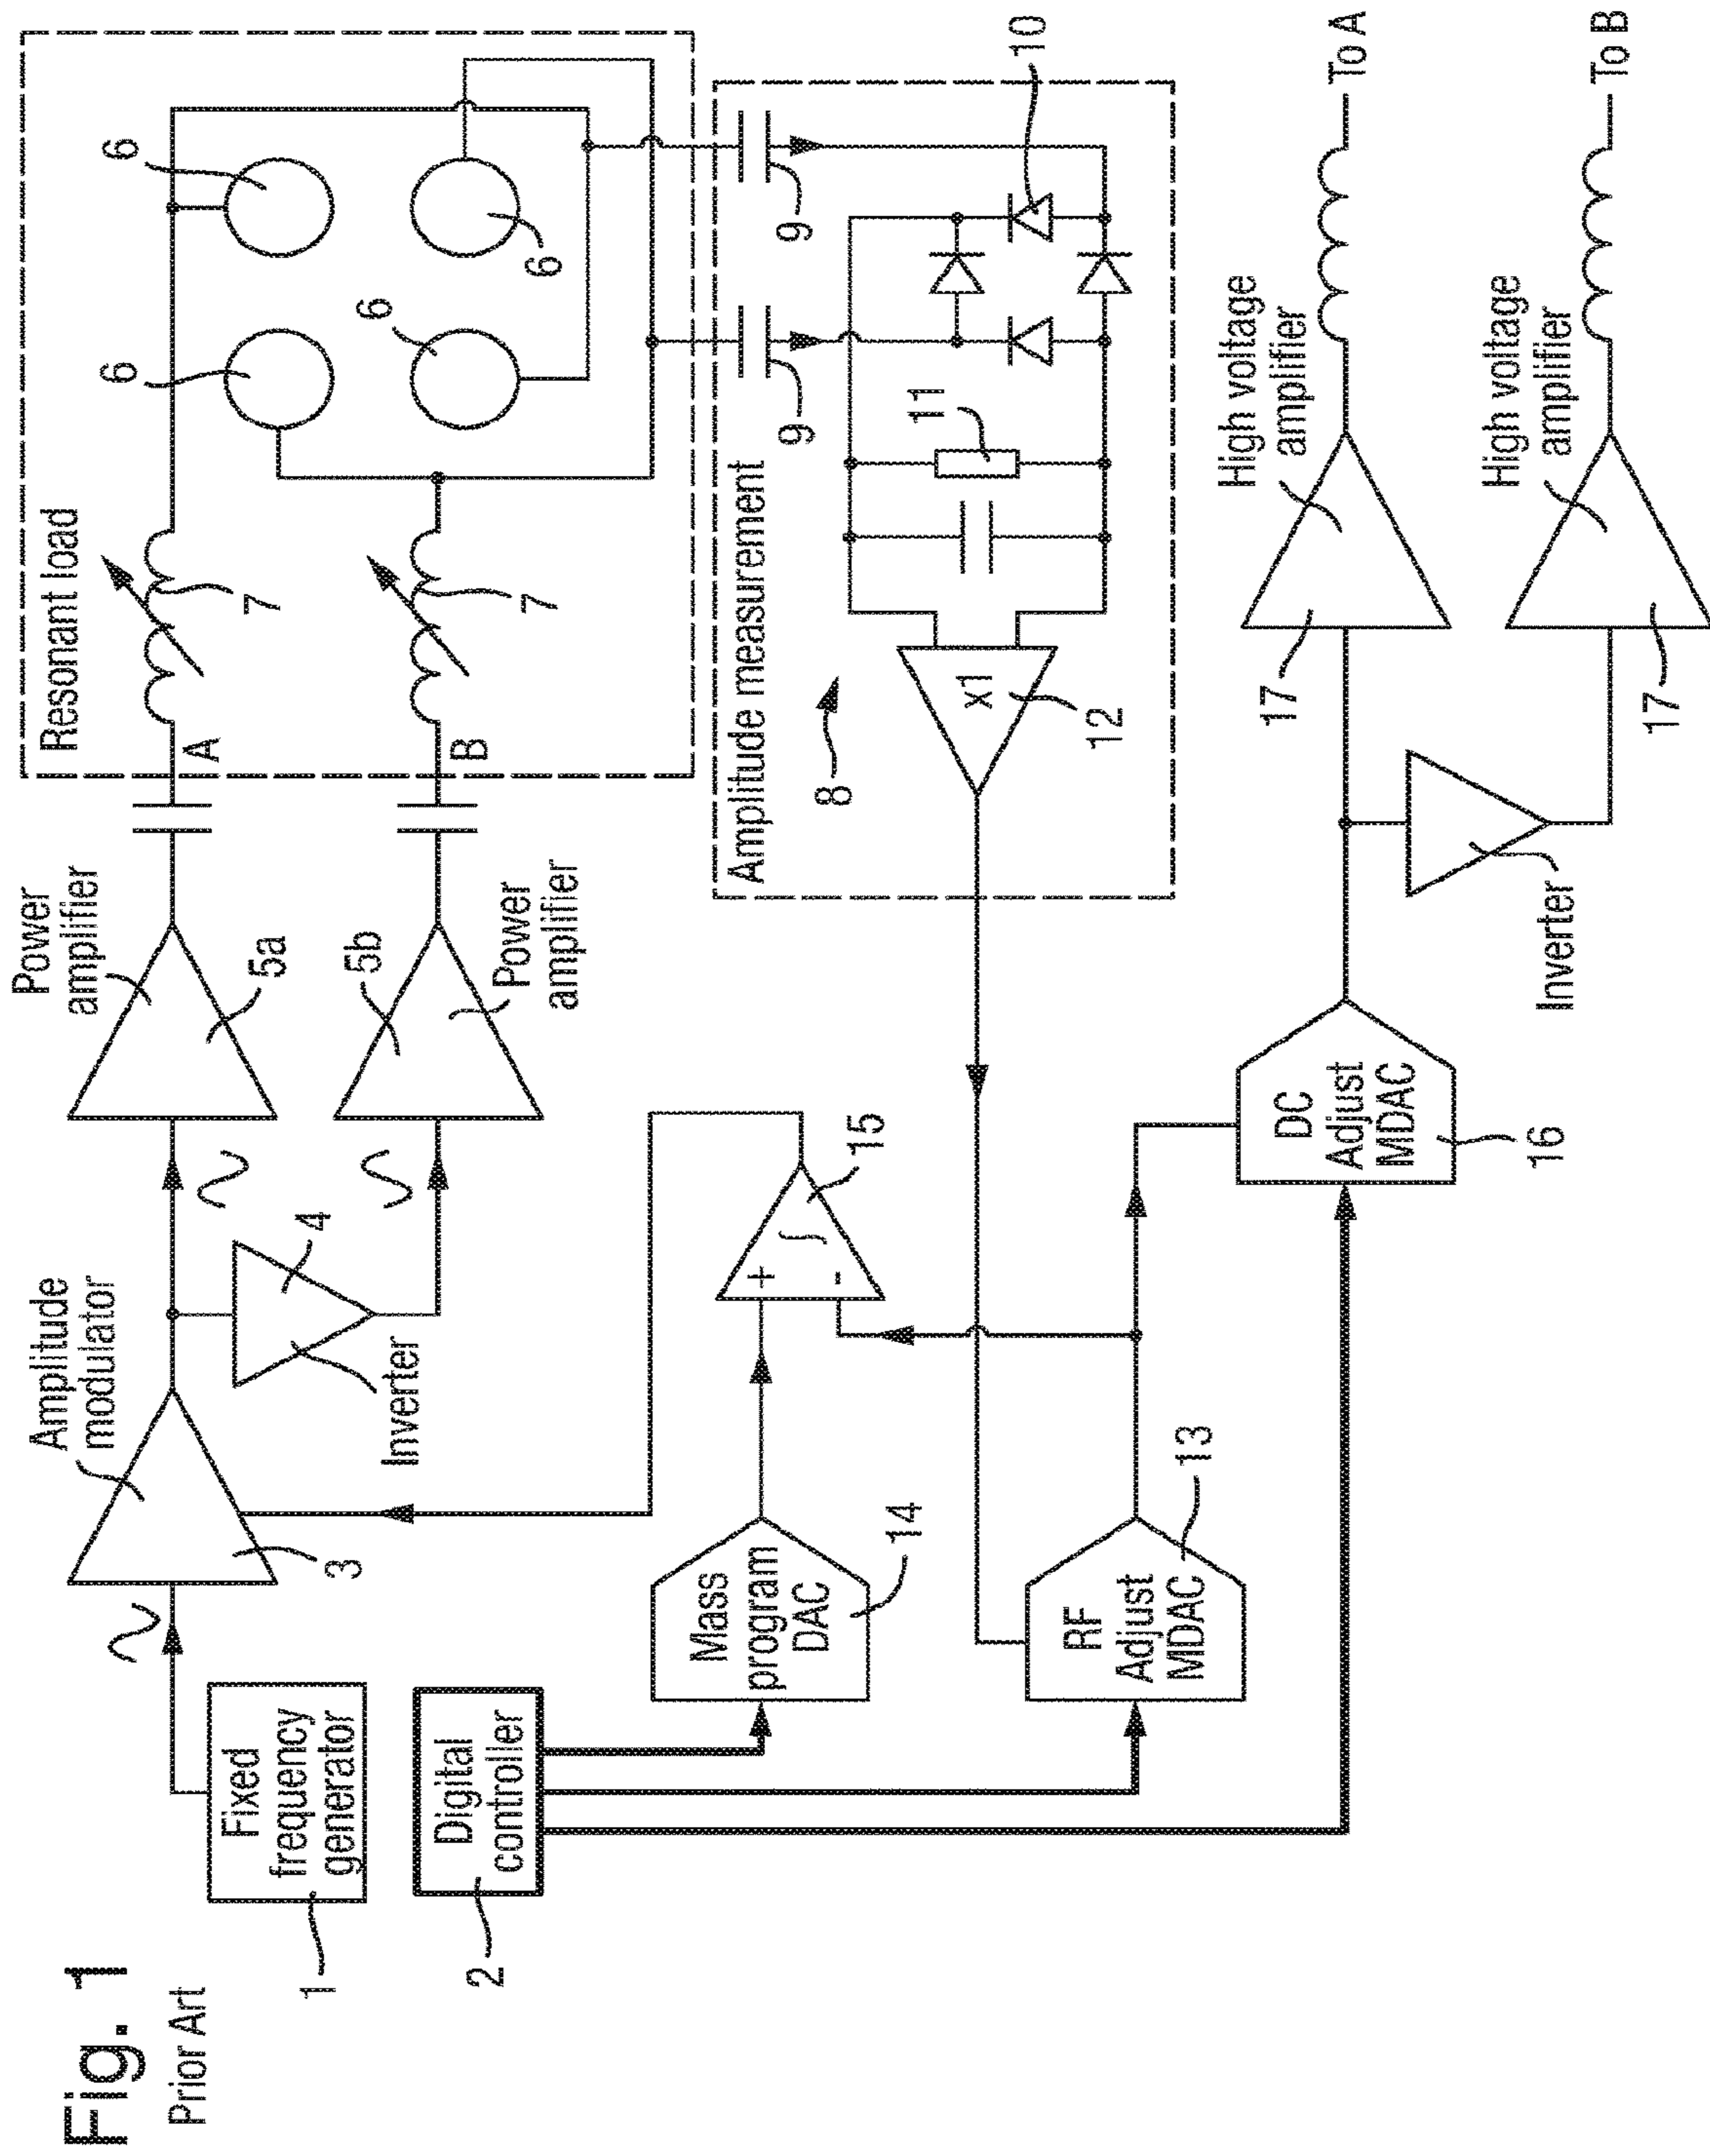 Fig. 1
Prior Art
Fixed
frequency
generator
1
Digital
controller
2
Amplitude
modulator
3
Inverter
4
Power
amplifier
5a
5b
Power
amplifier
Resonant load
A
B
7
7
6
6
6
6
Mass
program
DAC
14
+
-
∫
15
Amplitude measurement
8
x1
12
11
9
9
10
RF
Adjust
MDAC
13
DC
Adjust
MDAC
16
Inverter
17
High voltage
amplifier
To A
17
High voltage
amplifier
To B